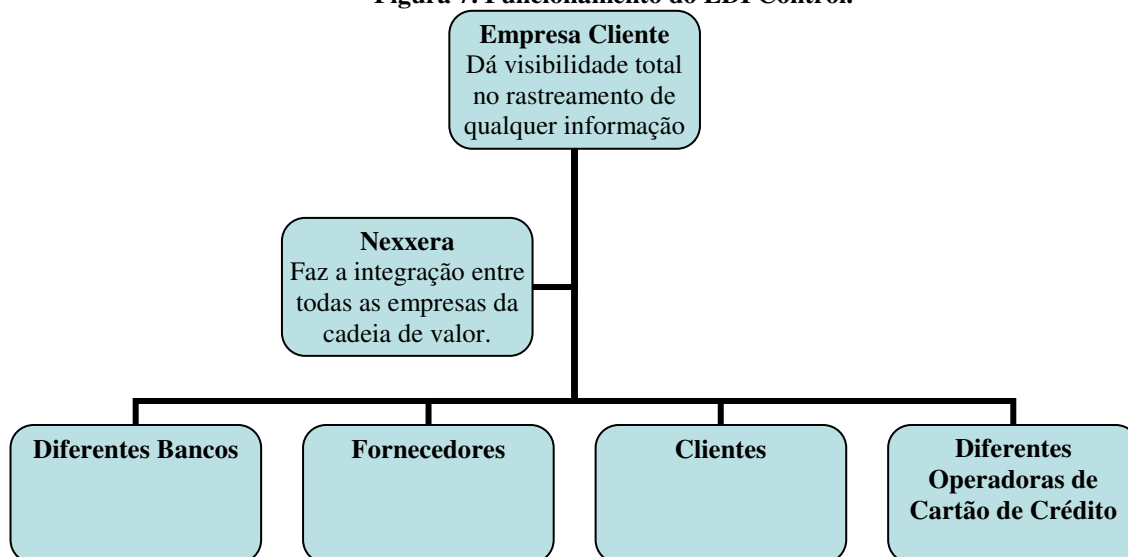 Figura 7. Funcionamento do EDI Control.
Empresa Cliente
Dá visibilidade total
no rastreamento de
qualquer informação
Nexxera
Faz a integração entre
todas as empresas da
cadeia de valor.
Diferentes Bancos
Fornecedores
Clientes
Diferentes
Operadoras de
Cartão de Crédito